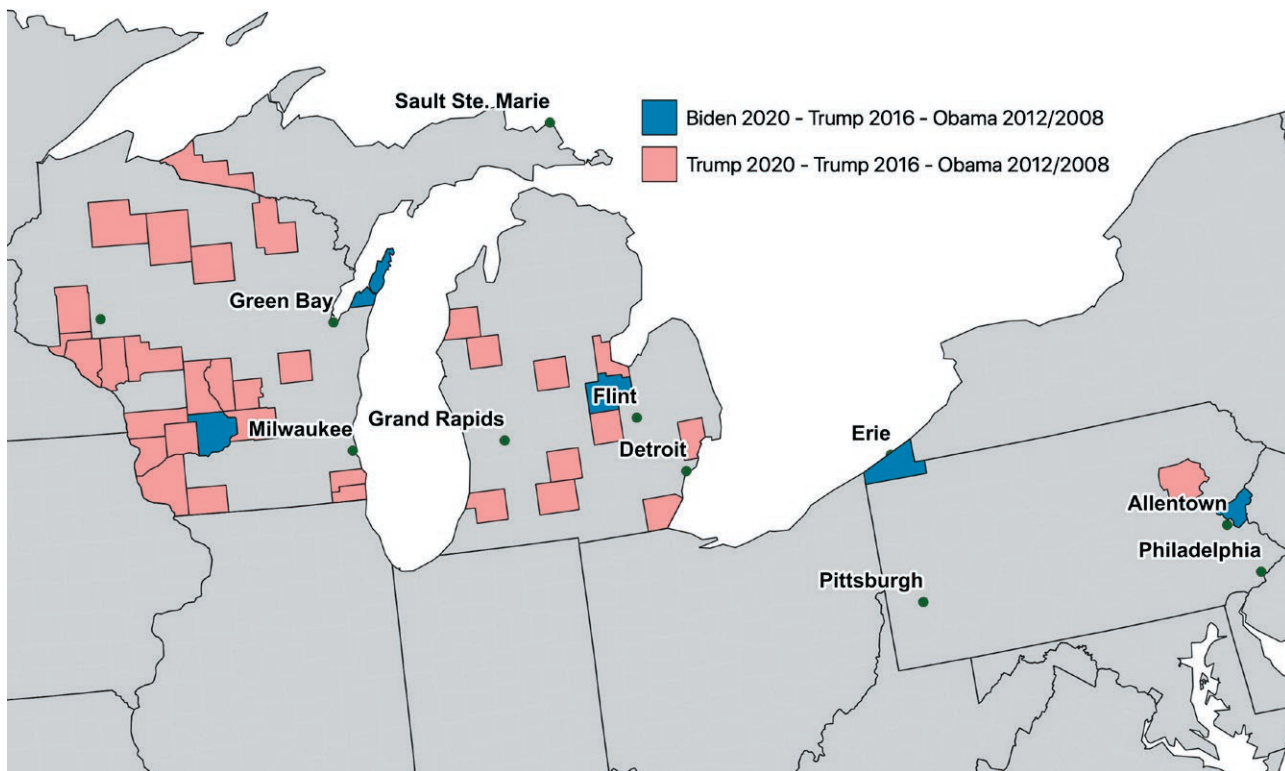 Sault Ste. Marie
Biden 2020 - Trump 2016 - Obama 2012/2008
Trump 2020 - Trump 2016 - Obama 2012/2008
Green Bay
Flint
Grand Rapids
Milwaukee
Detroit
Erie
Allentown
Philadelphia
Pittsburgh